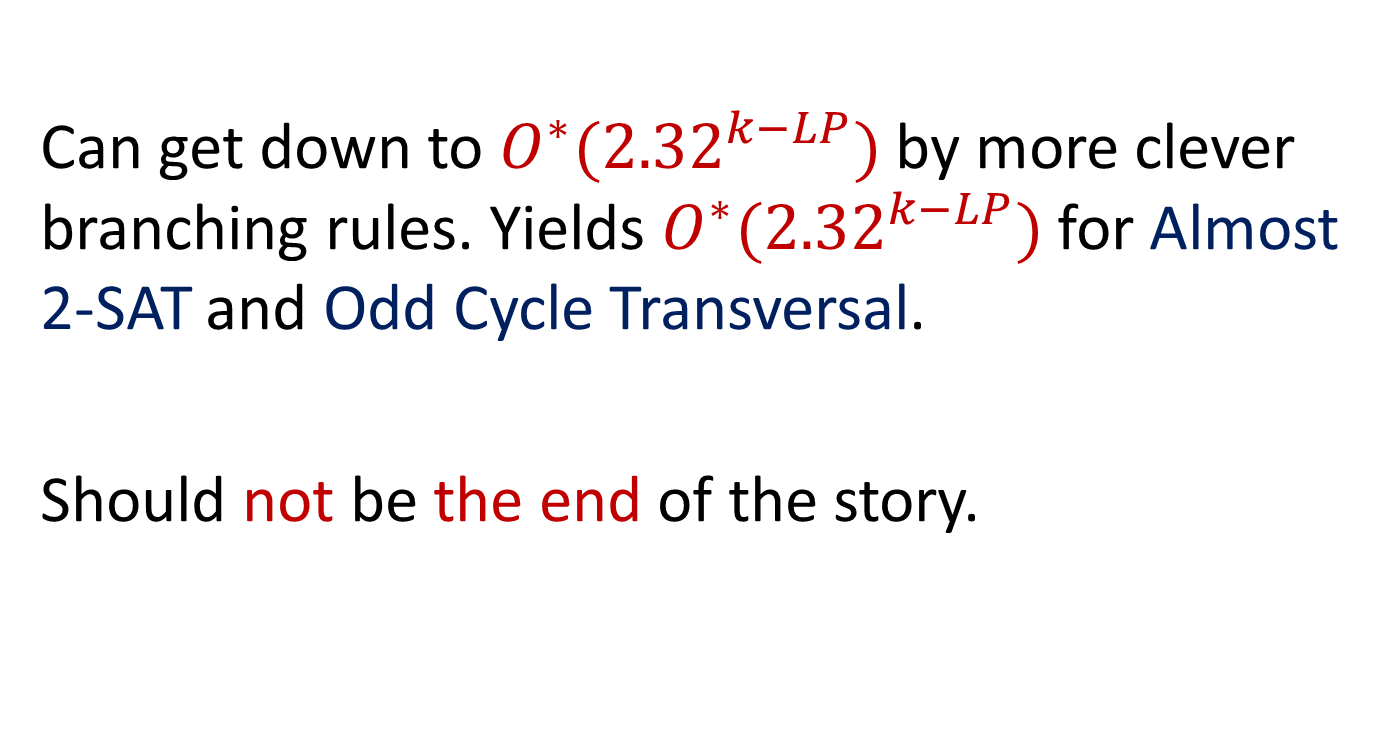 Can get down to O*(2.32^{k−LP}) by more clever
branching rules. Yields O*(2.32^{k−LP}) for Almost
2-SAT and Odd Cycle Transversal.
Should not be the end of the story.